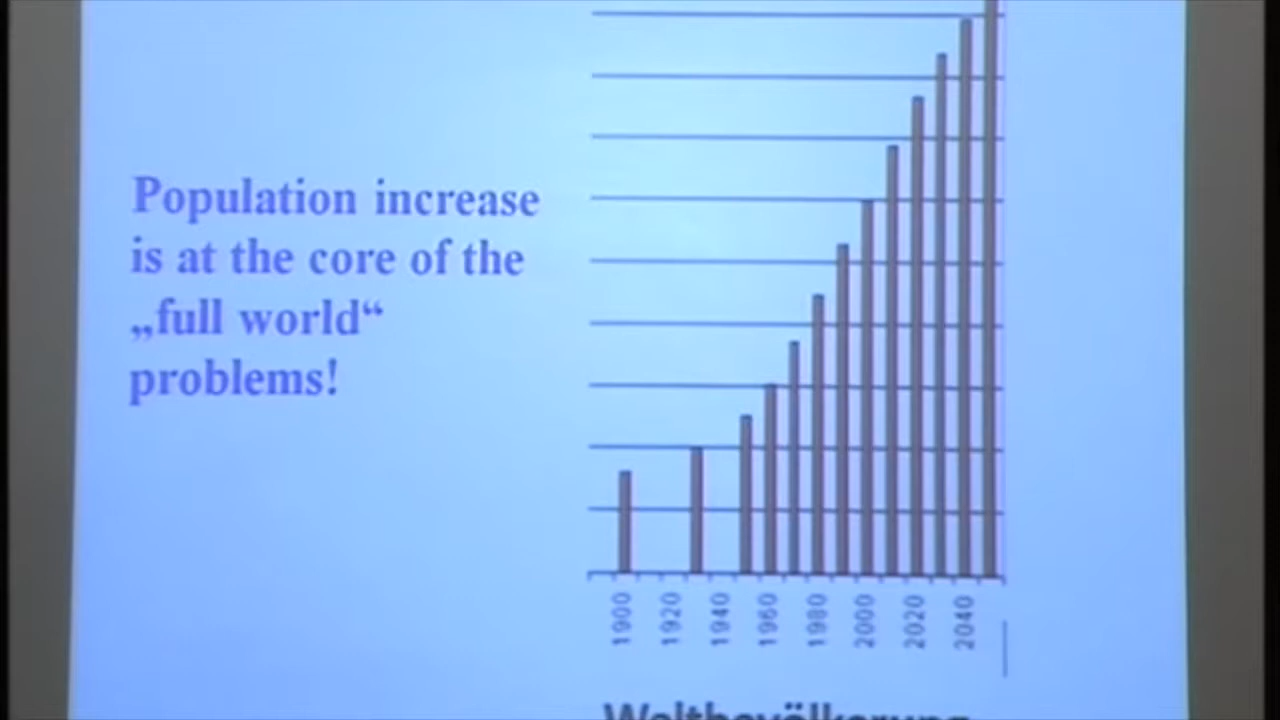 Population increase
is at the core of the
„full world“
problems!
1900
1920
1940
1960
1980
2000
2020
2040
Weltbevölkerung